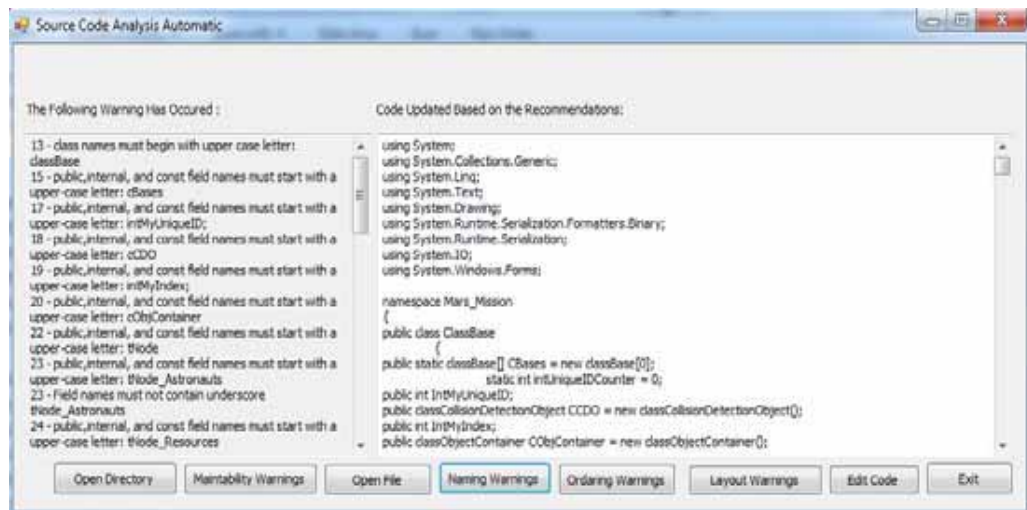 Source Code Analysis Automatic
The Following Warning Has Occured :
13 - class names must begin with upper case letter:
classBase
15 - public,internal, and const field names must start with a
upper-case letter: cBases
17 - public,internal, and const field names must start with a
upper-case letter: intMyUniqueID;
18 - public,internal, and const field names must start with a
upper-case letter: cCDO
19 - public,internal, and const field names must start with a
upper-case letter: intMyIndex;
20 - public,internal, and const field names must start with a
upper-case letter: cObjContainer
22 - public,internal, and const field names must start with a
upper-case letter: tNode
23 - public,internal, and const field names must start with a
upper-case letter: tNode_Astronauts
23 - Field names must not contain underscore
tNode_Astronauts
24 - public,internal, and const field names must start with a
upper-case letter: tNode_Resources
Code Updated Based on the Recommendations:
using System;
using System.Collections.Generic;
using System.Linq;
using System.Text;
using System.Drawing;
using System.Runtime.Serialization.Formatters.Binary;
using System.Runtime.Serialization;
using System.IO;
using System.Windows.Forms;
namespace Mars_Mission
{
public class ClassBase
{
public static classBase[] CBases = new classBase[0];
static int intUniqueIDCounter = 0;
public int IntMyUniqueID;
public classCollisionDetectionObject CCDO = new classCollisionDetectionObject();
public int IntMyIndex;
public classObjectContainer CObjContainer = new classObjectContainer();
Open Directory
Maintability Warnings
Open File
Naming Warnings
Ordaring Warnings
Layout Warnings
Edit Code
Exit